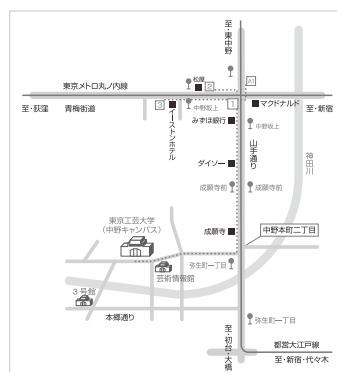 至・東中野
松屋
2
A1
東京メトロ丸ノ内線
3
中野坂上
1
マクドナルド
至・荻窪
青梅街道
至・新宿
イーストンホテル
みずほ銀行
中野坂上
山手通り
神田川
ダイソー
成願寺前
成願寺前
東京工芸大学
(中野キャンパス)
成願寺
中野本町二丁目
芸術情報館
弥生町一丁目
3号館
本郷通り
弥生町一丁目
至・初台・大橋
都営大江戸線
至・新宿・代々木